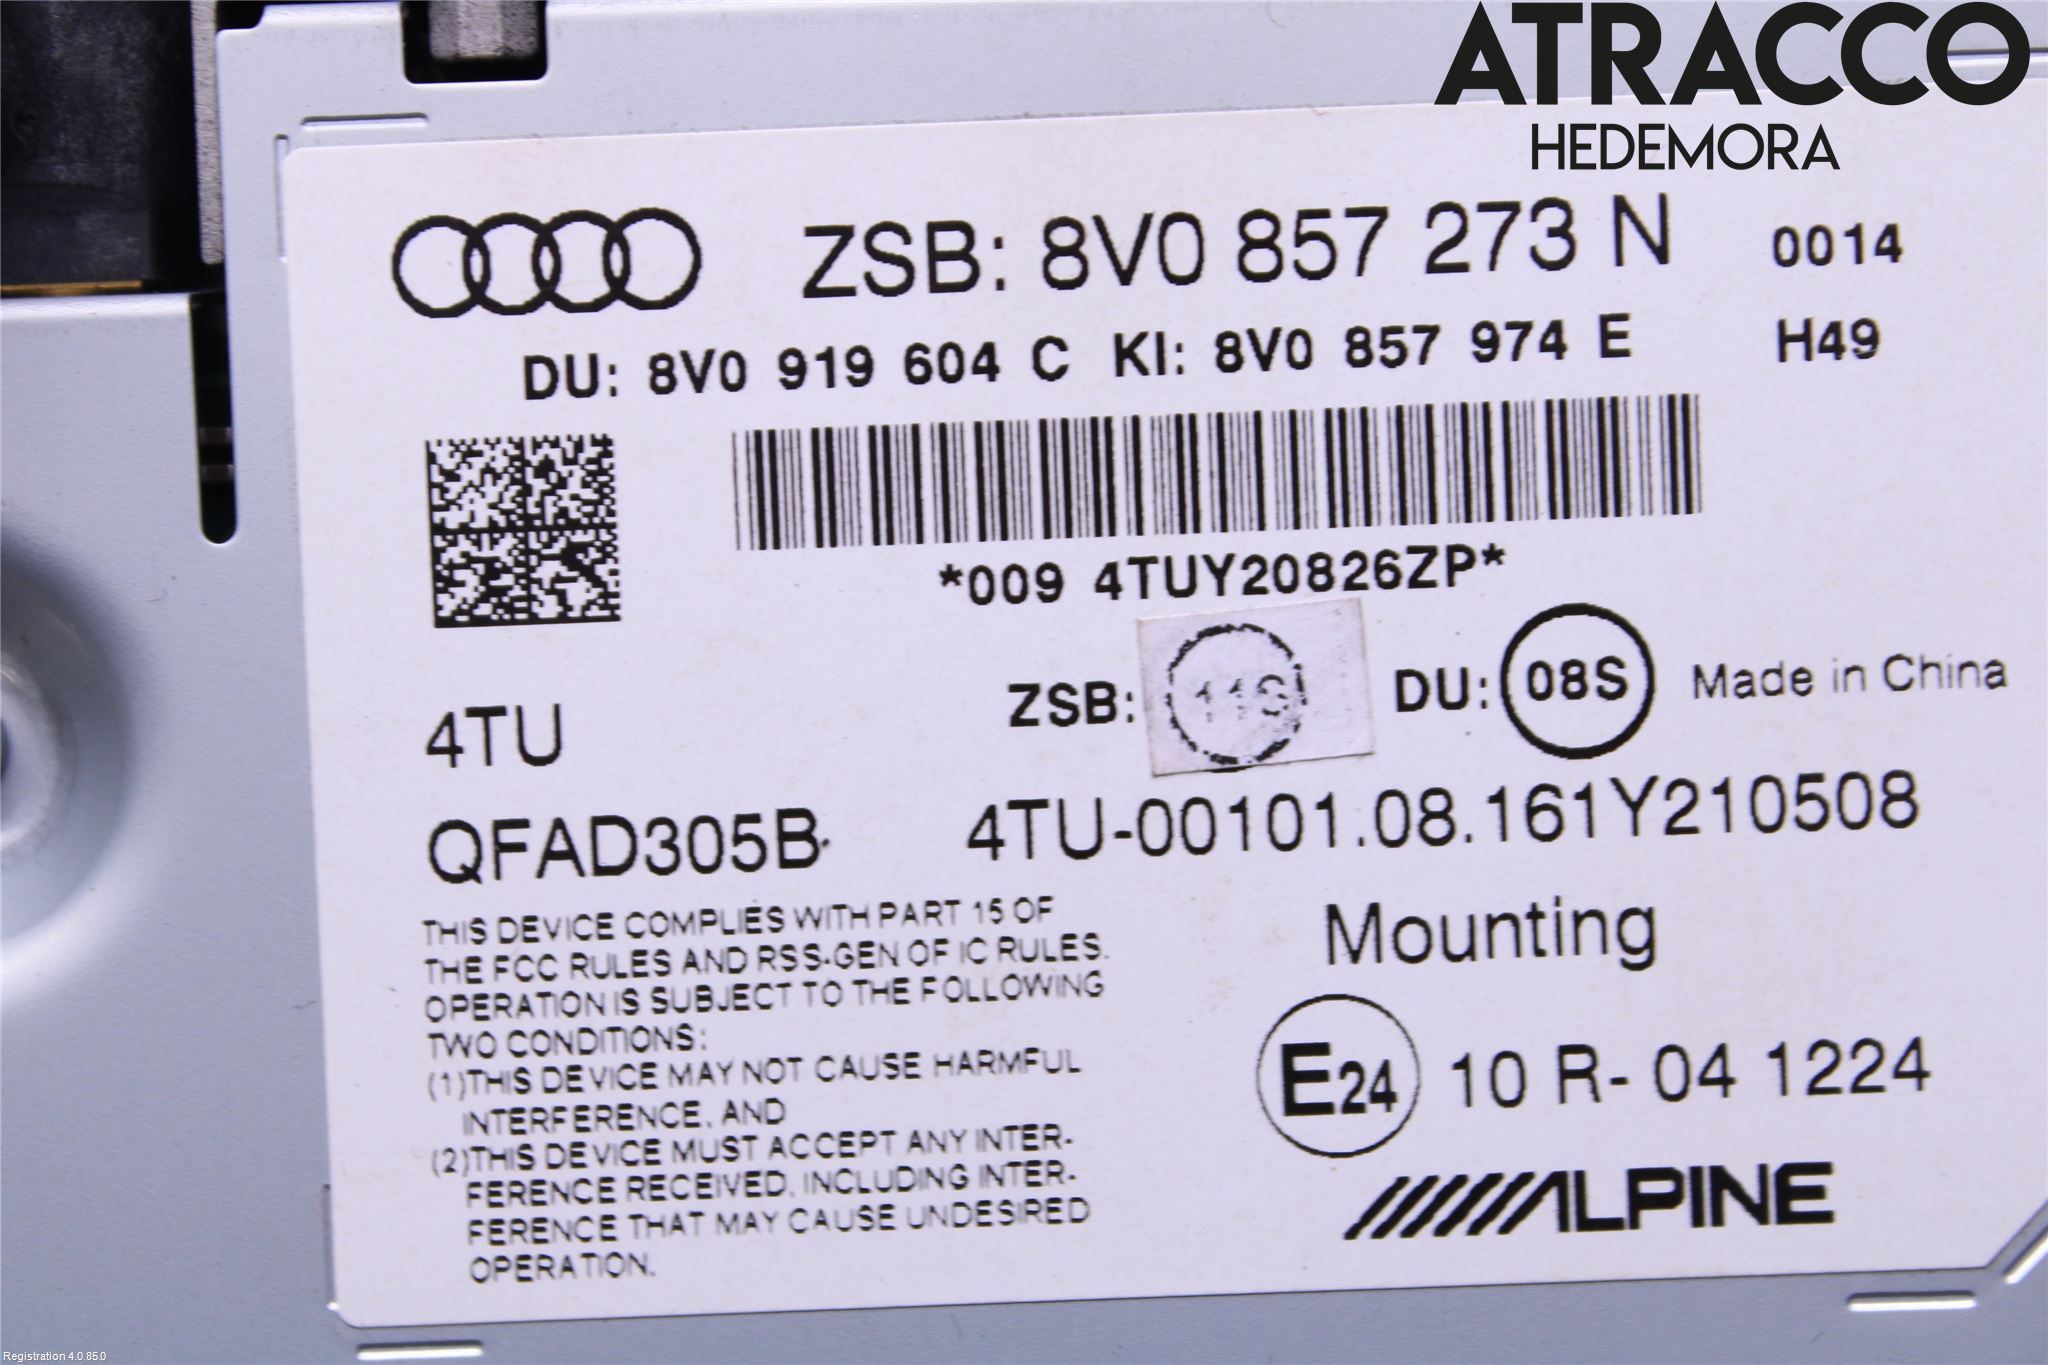 ATRACCO
HEDEMORA
ZSB: 8V0 857 273 N 0014
DU: 8V0 919 604 C KI: 8V0 857 974 E H49
*009 4TUY20826ZP*
ZSB: DU: 08S Made in China
4TU
QFAD305B 4TU-00101.08.161Y210508
THIS DEVICE COMPLIES WITH PART 15 OF
THE FCC RULES AND RSS-GEN OF IC RULES.
OPERATION IS SUBJECT TO THE FOLLOWING
TWO CONDITIONS:
(1)THIS DEVICE MAY NOT CAUSE HARMFUL
INTERFERENCE, AND
(2)THIS DEVICE MUST ACCEPT ANY INTER-
FERENCE RECEIVED, INCLUDING INTER-
FERENCE THAT MAY CAUSE UNDESIRED
OPERATION.
Mounting
E24 10 R- 04 1224
ALPINE
Registration 4.0.85.0